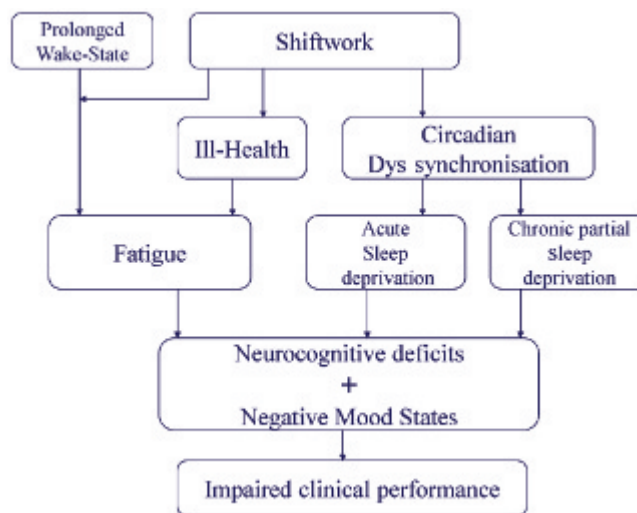 Prolonged
Wake-State
Shiftwork
Ill-Health
Circadian
Dys synchronisation
Fatigue
Acute
Sleep
deprivation
Chronic partial
sleep
deprivation
Neurocognitive deficits
+
Negative Mood States
Impaired clinical performance